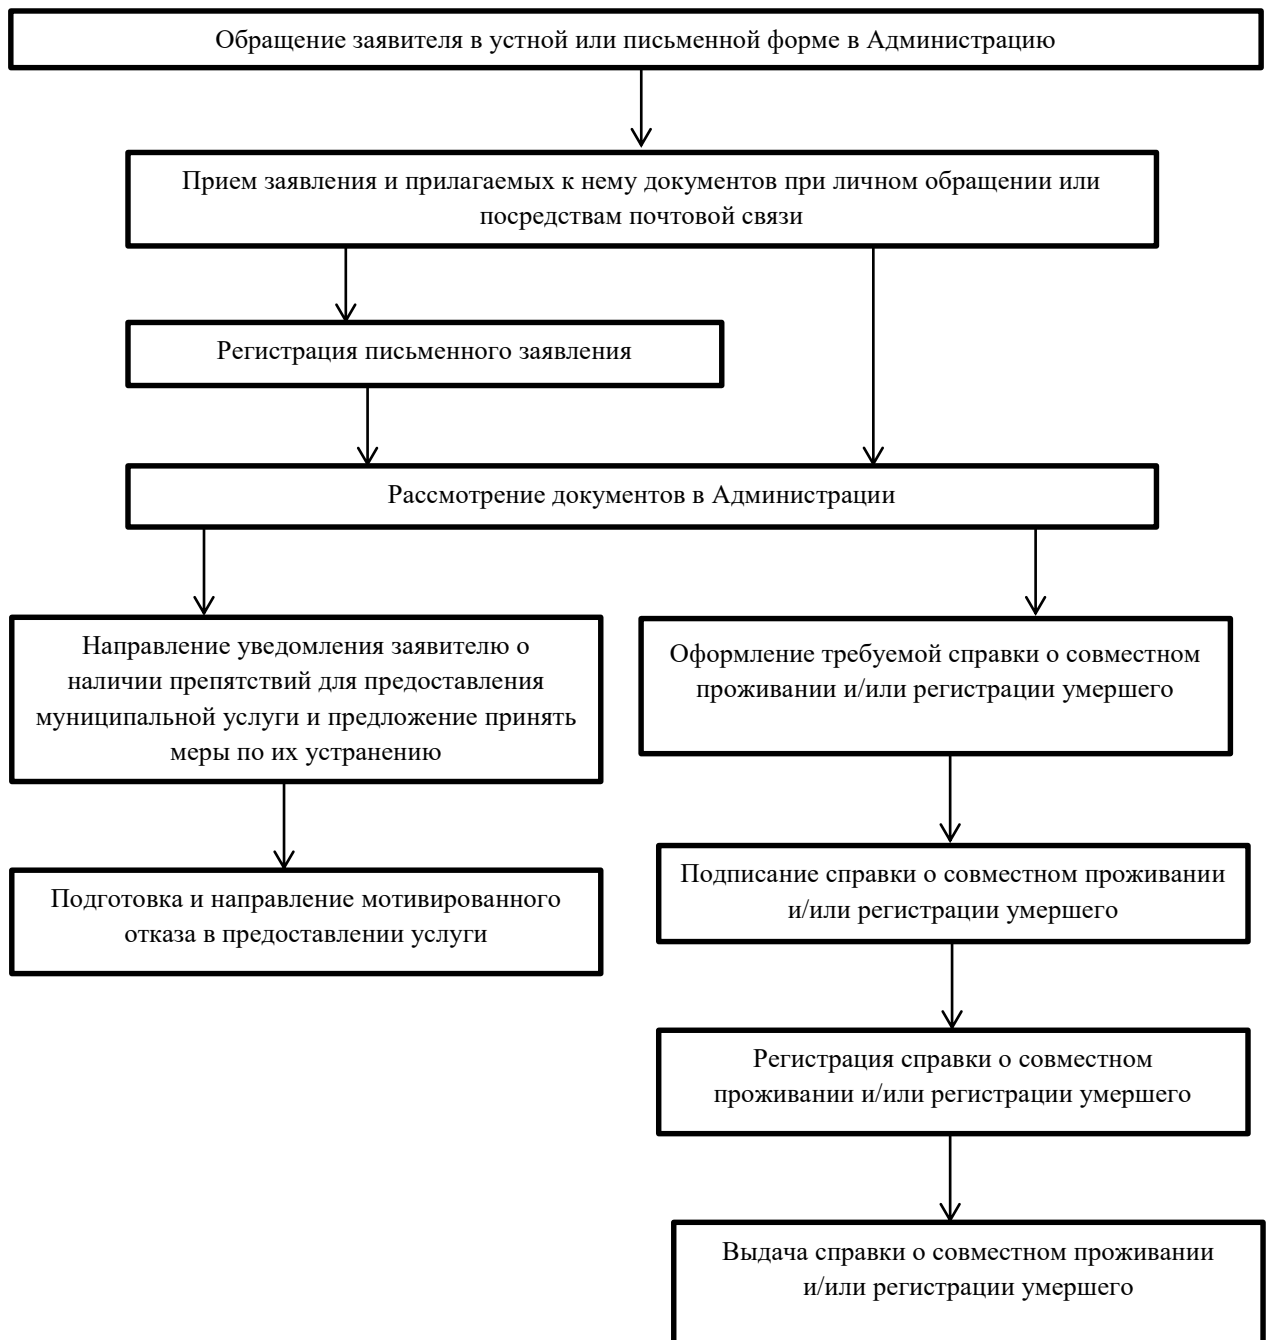 Обращение заявителя в устной или письменной форме в Администрацию
Прием заявления и прилагаемых к нему документов при личном обращении или
посредствам почтовой связи
Регистрация письменного заявления
Рассмотрение документов в Администрации
Направление уведомления заявителю о
наличии препятствий для предоставления
муниципальной услуги и предложение принять
меры по их устранению
Оформление требуемой справки о совместном
проживании и/или регистрации умершего
Подготовка и направление мотивированного
отказа в предоставлении услуги
Подписание справки о совместном проживании
и/или регистрации умершего
Регистрация справки о совместном
проживании и/или регистрации умершего
Выдача справки о совместном проживании
и/или регистрации умершего